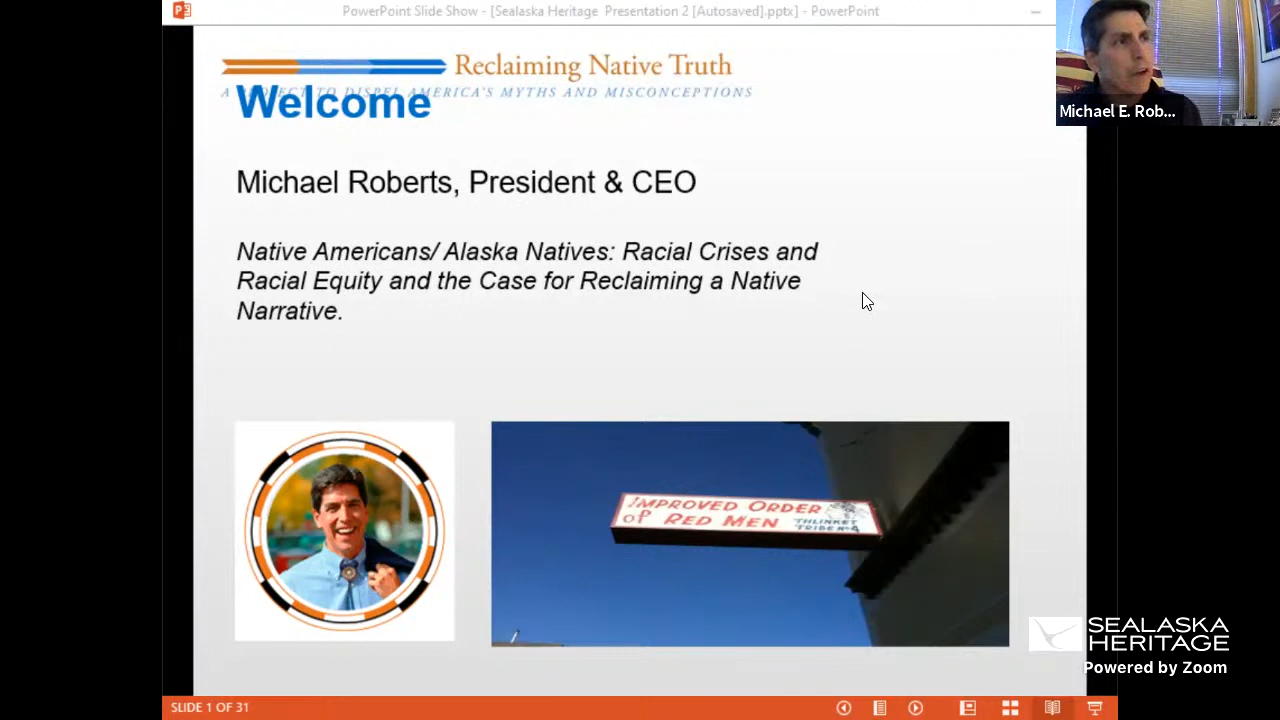 PowerPoint Slide Show - [Sealaska Heritage Presentation 2 [Autosaved].pptx] - PowerPoint
Reclaiming Native Truth
A PROJECT TO DISPEL AMERICA'S MYTHS AND MISCONCEPTIONS
Welcome
Michael E. Rob...
Michael Roberts, President & CEO
Native Americans/ Alaska Natives: Racial Crises and
Racial Equity and the Case for Reclaiming a Native
Narrative.
IMPROVED ORDER
of RED MEN
THLINKET
TRIBE No 4
SEALASKA
HERITAGE
Powered by Zoom
SLIDE 1 OF 31